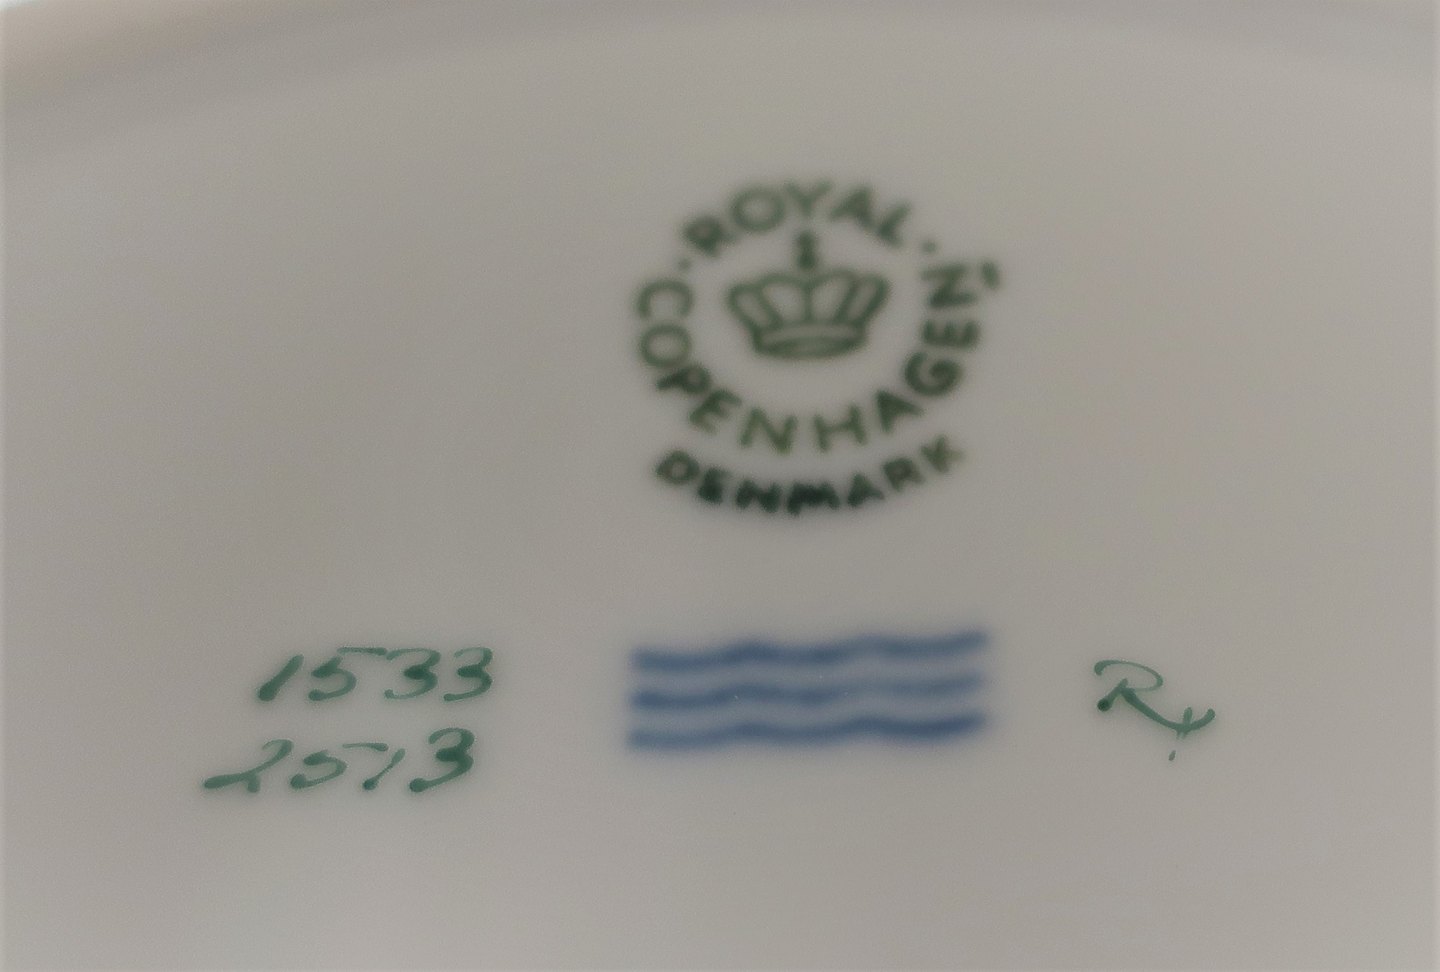 ROYAL
COPENHAGEN
DENMARK
1533
2513